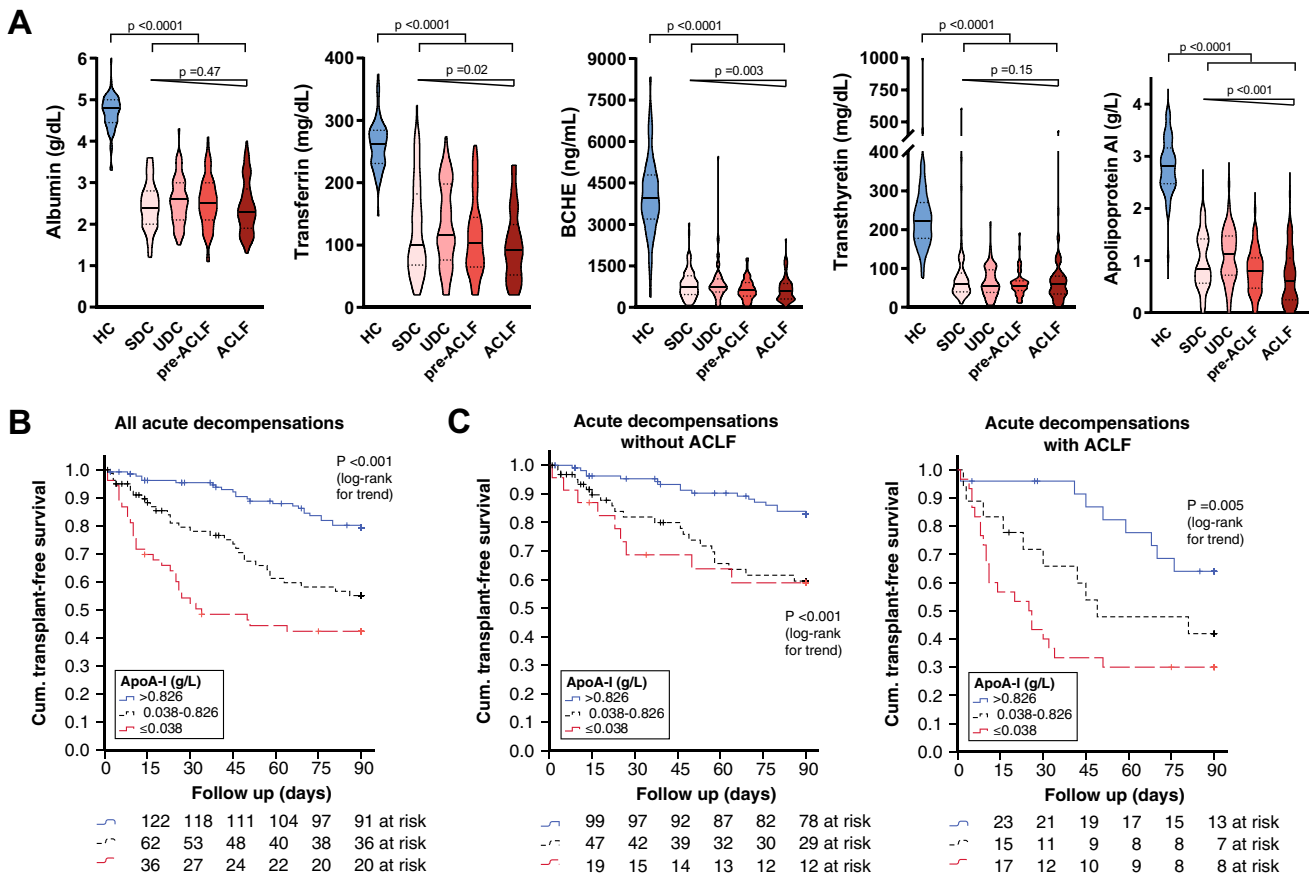 A
p <0.0001
p =0.47
Albumin (g/dL)
6
5
4
3
2
1
0
HC
SDC
UDC
pre-ACLF
ACLF
p <0.0001
p =0.02
Transferrin (mg/dL)
400
300
200
100
0
HC
SDC
UDC
pre-ACLF
ACLF
p <0.0001
p =0.003
BCHE (ng/mL)
9000
7500
6000
4500
3000
1500
0
HC
SDC
UDC
pre-ACLF
ACLF
p <0.0001
p =0.15
Transthyretin (mg/dL)
1000
750
500
400
300
200
100
0
HC
SDC
UDC
pre-ACLF
ACLF
p <0.0001
p <0.001
Apolipoprotein AI (g/L)
4
3
2
1
0
HC
SDC
UDC
pre-ACLF
ACLF
B
All acute decompensations
P <0.001
(log-rank
for trend)
Cum. transplant-free survival
1.0
0.9
0.8
0.7
0.6
0.5
0.4
0.3
0.2
0.1
0.0
ApoA-I (g/L)
>0.826
0.038-0.826
≤0.038
0 15 30 45 60 75 90
Follow up (days)
122 118 111 104 97 91 at risk
62 53 48 40 38 36 at risk
36 27 24 22 20 20 at risk
C
Acute decompensations
without ACLF
P <0.001
(log-rank
for trend)
Cum. transplant-free survival
1.0
0.9
0.8
0.7
0.6
0.5
0.4
0.3
0.2
0.1
0.0
ApoA-I (g/L)
>0.826
0.038-0.826
≤0.038
0 15 30 45 60 75 90
Follow up (days)
99 97 92 87 82 78 at risk
47 42 39 32 30 29 at risk
19 15 14 13 12 12 at risk
Acute decompensations
with ACLF
P =0.005
(log-rank
for trend)
Cum. transplant-free survival
1.0
0.9
0.8
0.7
0.6
0.5
0.4
0.3
0.2
0.1
0.0
ApoA-I (g/L)
>0.826
0.038-0.826
≤0.038
0 15 30 45 60 75 90
Follow up (days)
23 21 19 17 15 13 at risk
15 11 9 8 8 7 at risk
17 12 10 9 8 8 at risk